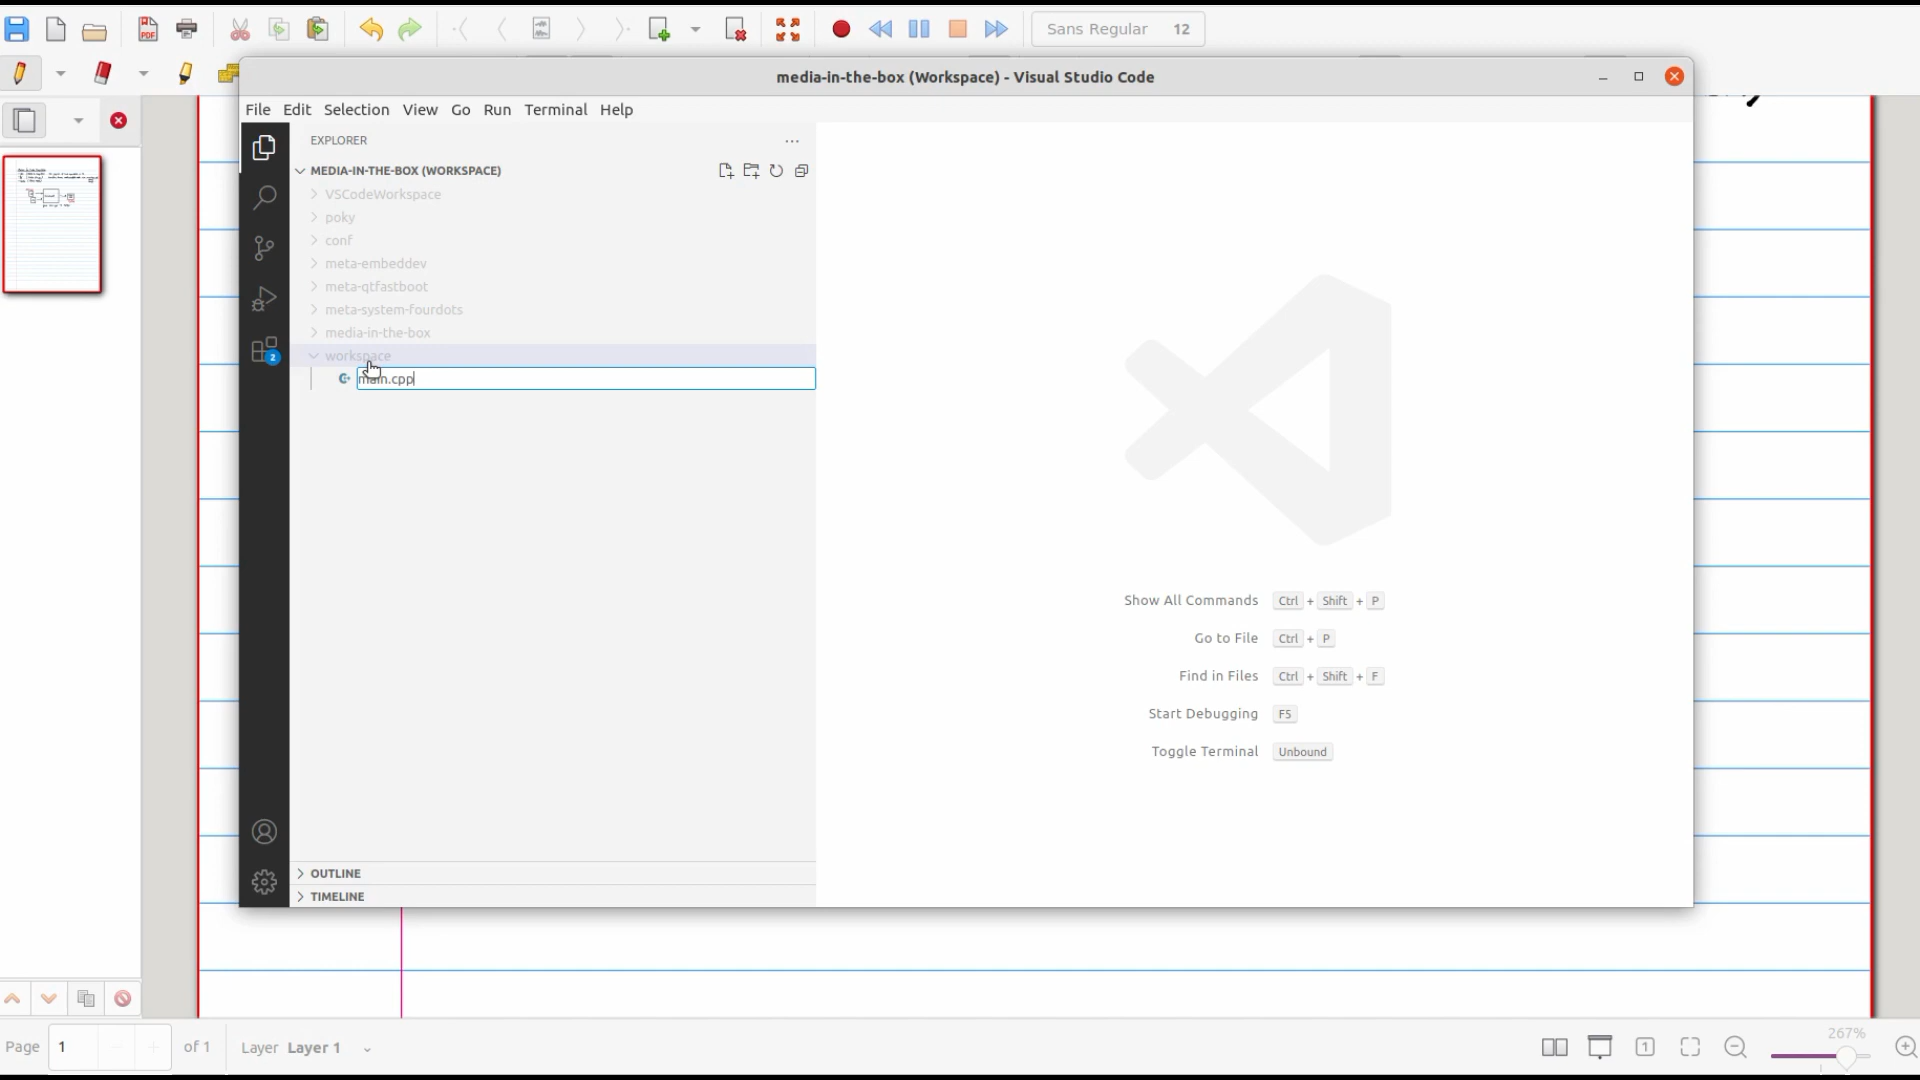 Sans Regular 12
media-in-the-box (Workspace) - Visual Studio Code
File Edit Selection View Go Run Terminal Help
EXPLORER
MEDIA-IN-THE-BOX (WORKSPACE)
VSCodeWorkspace
poky
conf
meta-embeddev
meta-qtfastboot
meta-system-fourdots
media-in-the-box
workspace
main.cpp
2
Show All Commands Ctrl + Shift + P
Go to File Ctrl + P
Find in Files Ctrl + Shift + F
Start Debugging F5
Toggle Terminal Unbound
OUTLINE
TIMELINE
Page 1 of 1 Layer Layer 1
267%